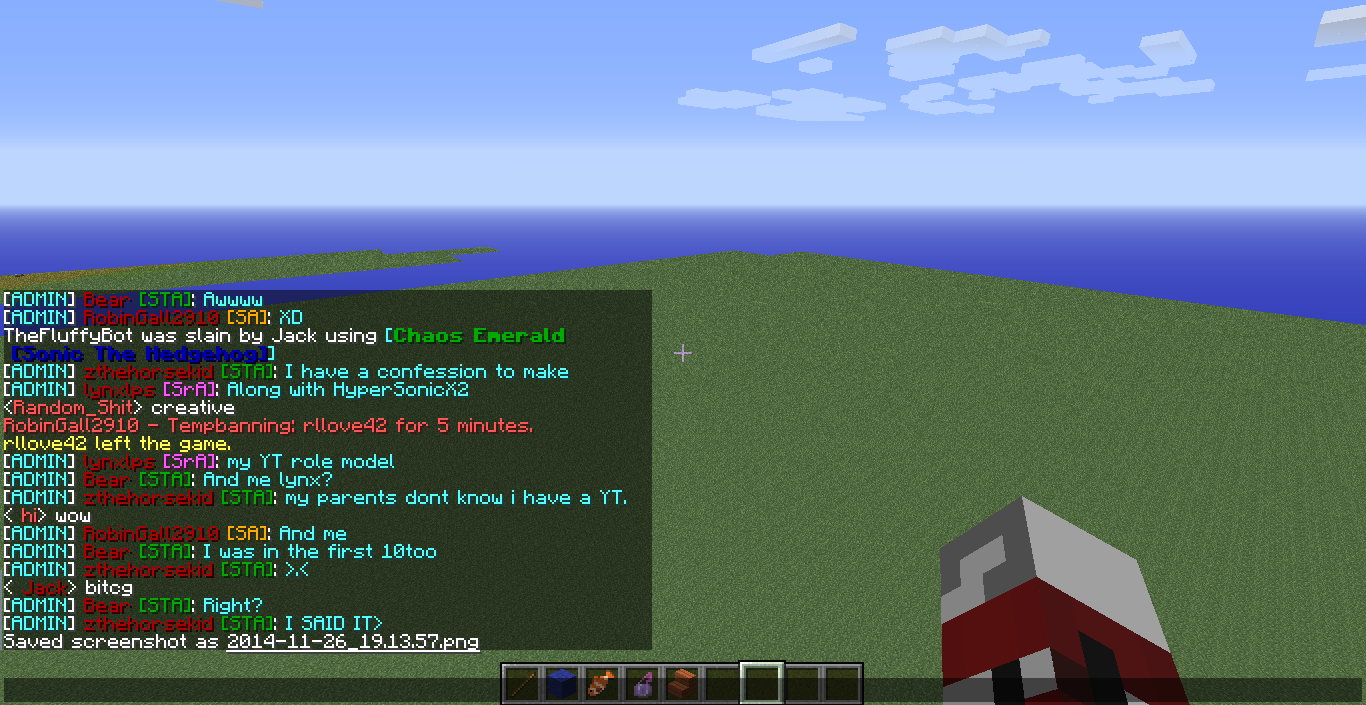 [ADMIN] Bear [STA]: Awwww
[ADMIN] RobinGall2910 [SA]: XD
TheFluffyBot was slain by Jack using [Chaos Emerald
[Sonic The Hedgehog]]
[ADMIN] zthehorsekid [STA]: I have a confession to make
[ADMIN] lynxlps [SrA]: Along with HyperSonicX2
<Random_Shit> creative
RobinGall2910 - Tempbanning: rllove42 for 5 minutes.
rllove42 left the game.
[ADMIN] lynxlps [SrA]: my YT role model
[ADMIN] Bear [STA]: And me lynx?
[ADMIN] zthehorsekid [STA]: my parents dont know i have a YT.
< hi> wow
[ADMIN] RobinGall2910 [SA]: And me
[ADMIN] Bear [STA]: I was in the first 10too
[ADMIN] zthehorsekid [STA]: >.<
< Jack> bitcg
[ADMIN] Bear [STA]: Right?
[ADMIN] zthehorsekid [STA]: I SAID IT>
Saved screenshot as 2014-11-26_19.13.57.png